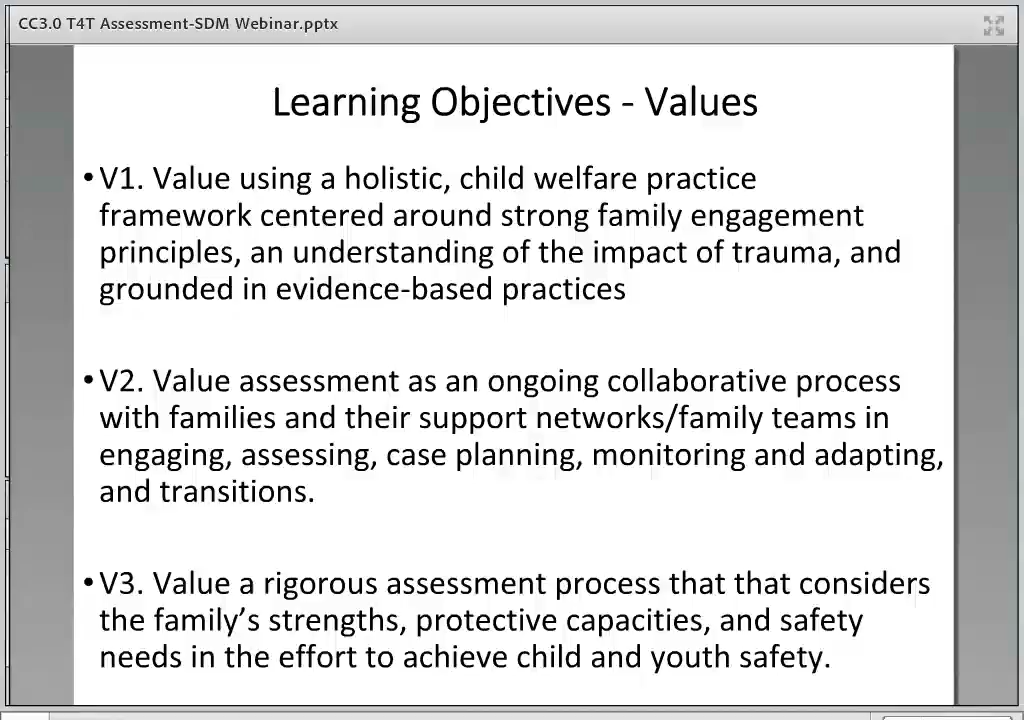 CC3.0 T4T Assessment-SDM Webinar.pptx
Learning Objectives - Values
•V1. Value using a holistic, child welfare practice
framework centered around strong family engagement
principles, an understanding of the impact of trauma, and
grounded in evidence-based practices
•V2. Value assessment as an ongoing collaborative process
with families and their support networks/family teams in
engaging, assessing, case planning, monitoring and adapting,
and transitions.
•V3. Value a rigorous assessment process that that considers
the family’s strengths, protective capacities, and safety
needs in the effort to achieve child and youth safety.